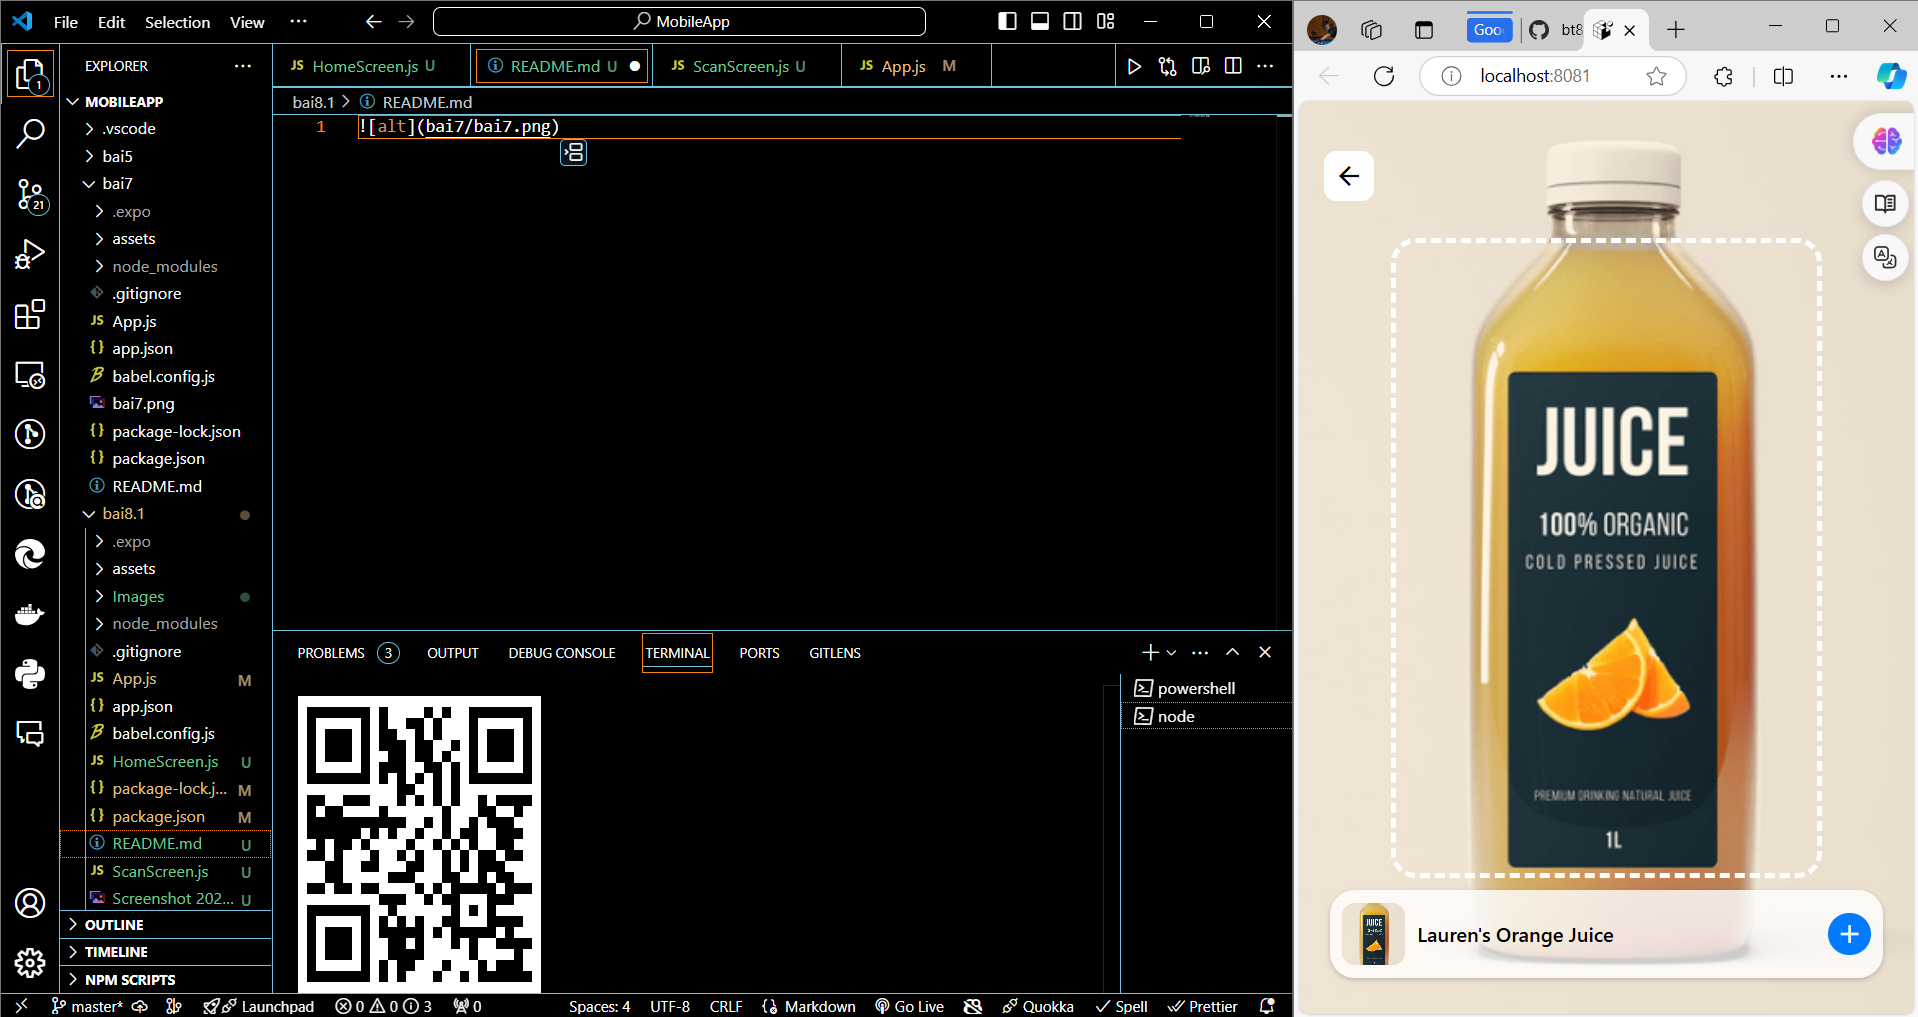 File Edit Selection View ··· MobileApp
EXPLORER ···
MOBILEAPP
.vscode
bai5
bai7
.expo
assets
node_modules
.gitignore
JS App.js
{} app.json
babel.config.js
bai7.png
{} package-lock.json
{} package.json
README.md
bai8.1
.expo
assets
Images
node_modules
.gitignore
JS App.js M
{} app.json
babel.config.js
JS HomeScreen.js U
{} package-lock.j... M
{} package.json M
README.md U
JS ScanScreen.js U
Screenshot 202... U
OUTLINE
TIMELINE
NPM SCRIPTS
1
21
JS HomeScreen.js U README.md U JS ScanScreen.js U JS App.js M
bai8.1 > README.md
1 ![alt](bai7/bai7.png)
PROBLEMS 3 OUTPUT DEBUG CONSOLE TERMINAL PORTS GITLENS
powershell
node
master* Launchpad 0 0 3 0 Spaces: 4 UTF-8 CRLF {} Markdown Go Live Quokka Spell Prettier
Goo bt8
localhost:8081
JUICE
100% ORGANIC
COLD PRESSED JUICE
PREMIUM DRINKING NATURAL JUICE
1L
JUICE
Lauren's Orange Juice